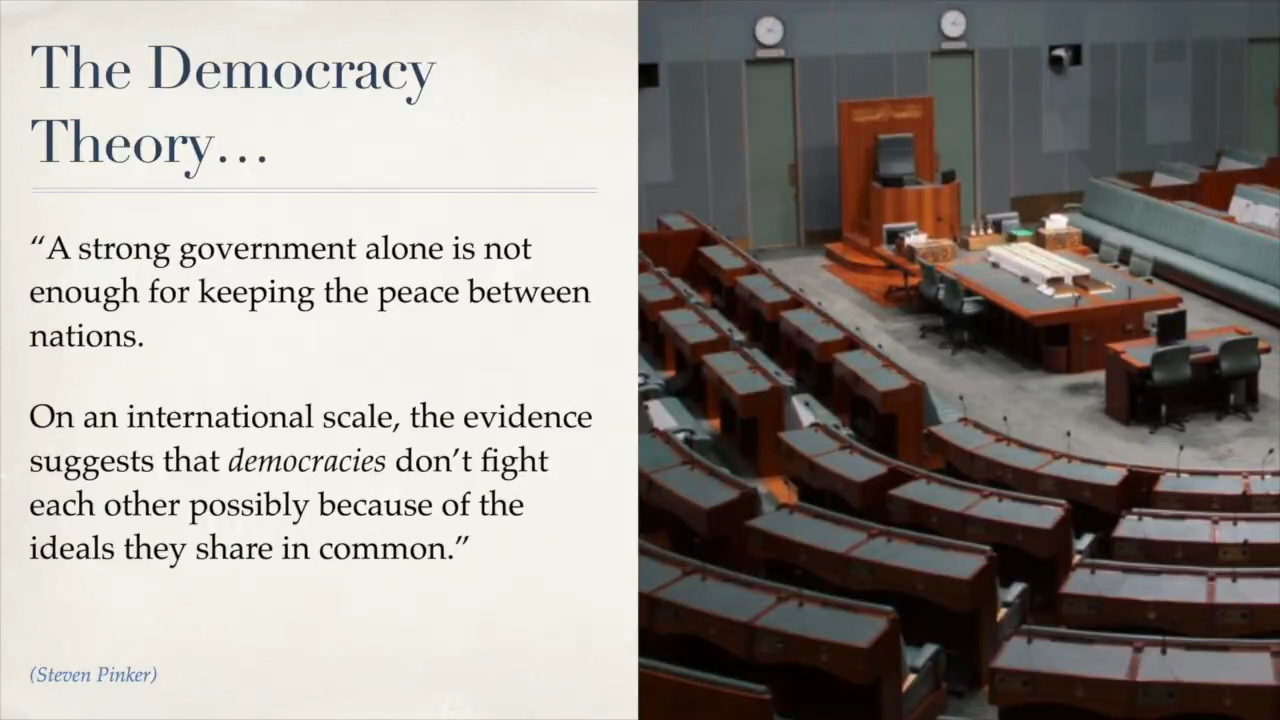 The Democracy
Theory…
“A strong government alone is not
enough for keeping the peace between
nations.
On an international scale, the evidence
suggests that democracies don’t fight
each other possibly because of the
ideals they share in common.”
(Steven Pinker)